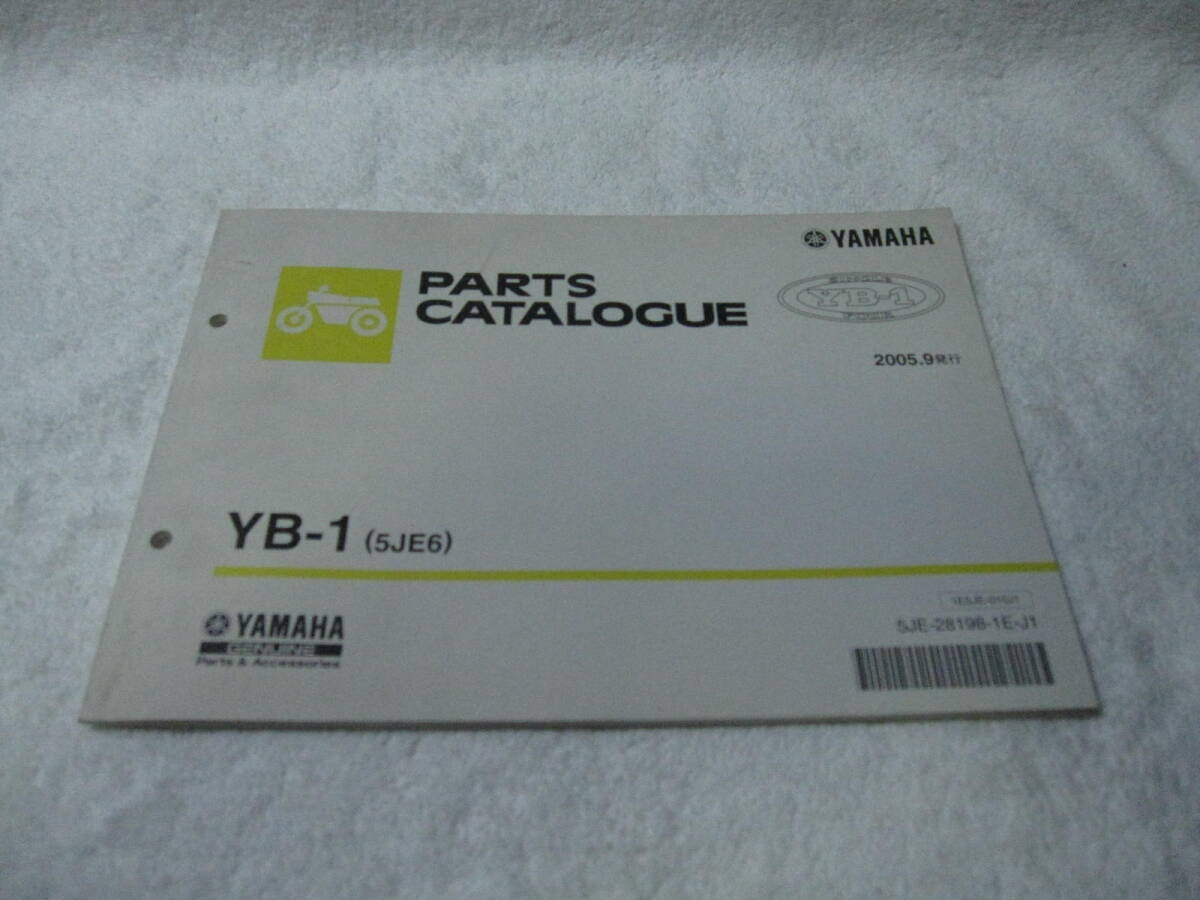 YAMAHA
PARTS
CATALOGUE
YB-1
2005.9発行
YB-1 (5JE6)
YAMAHA
GENUINE
Parts & Accessories
5JE-28198-1E-J1